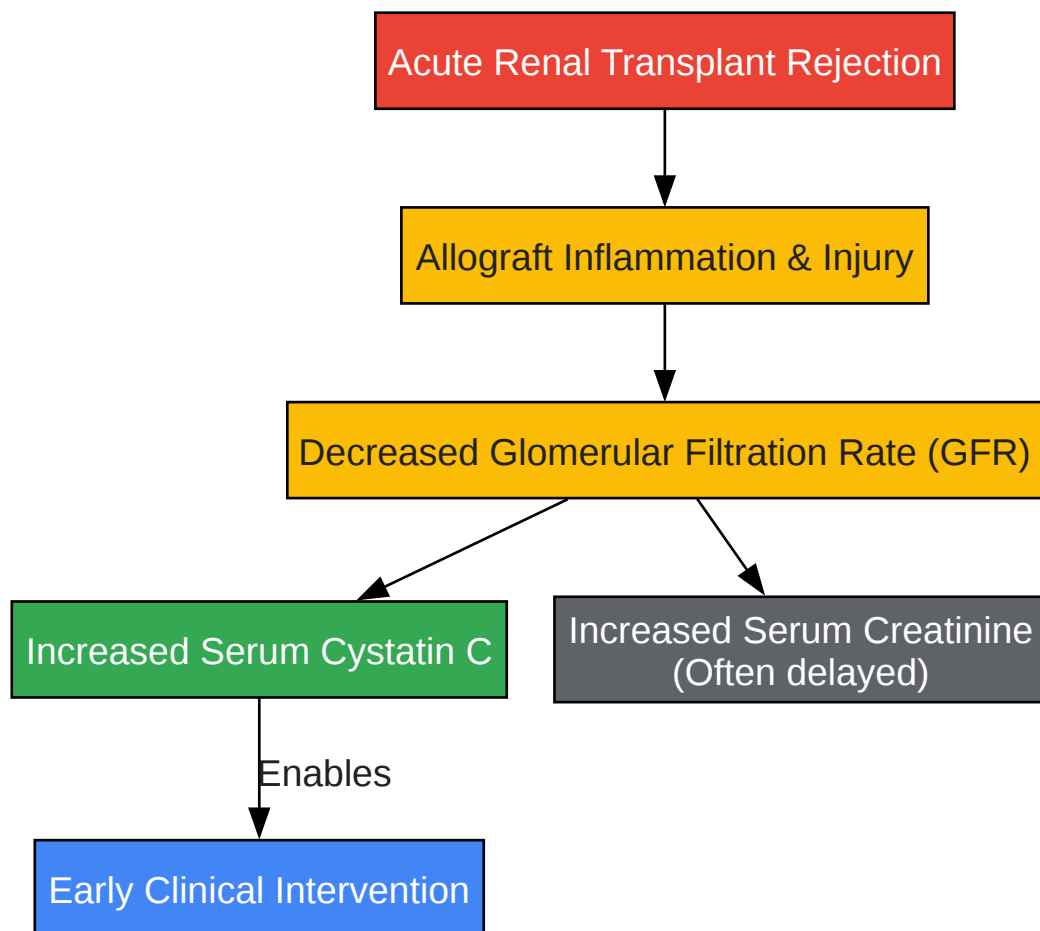 Acute Renal Transplant Rejection
Allograft Inflammation & Injury
Decreased Glomerular Filtration Rate (GFR)
Increased Serum Cystatin C
Increased Serum Creatinine
(Often delayed)
Enables
Early Clinical Intervention